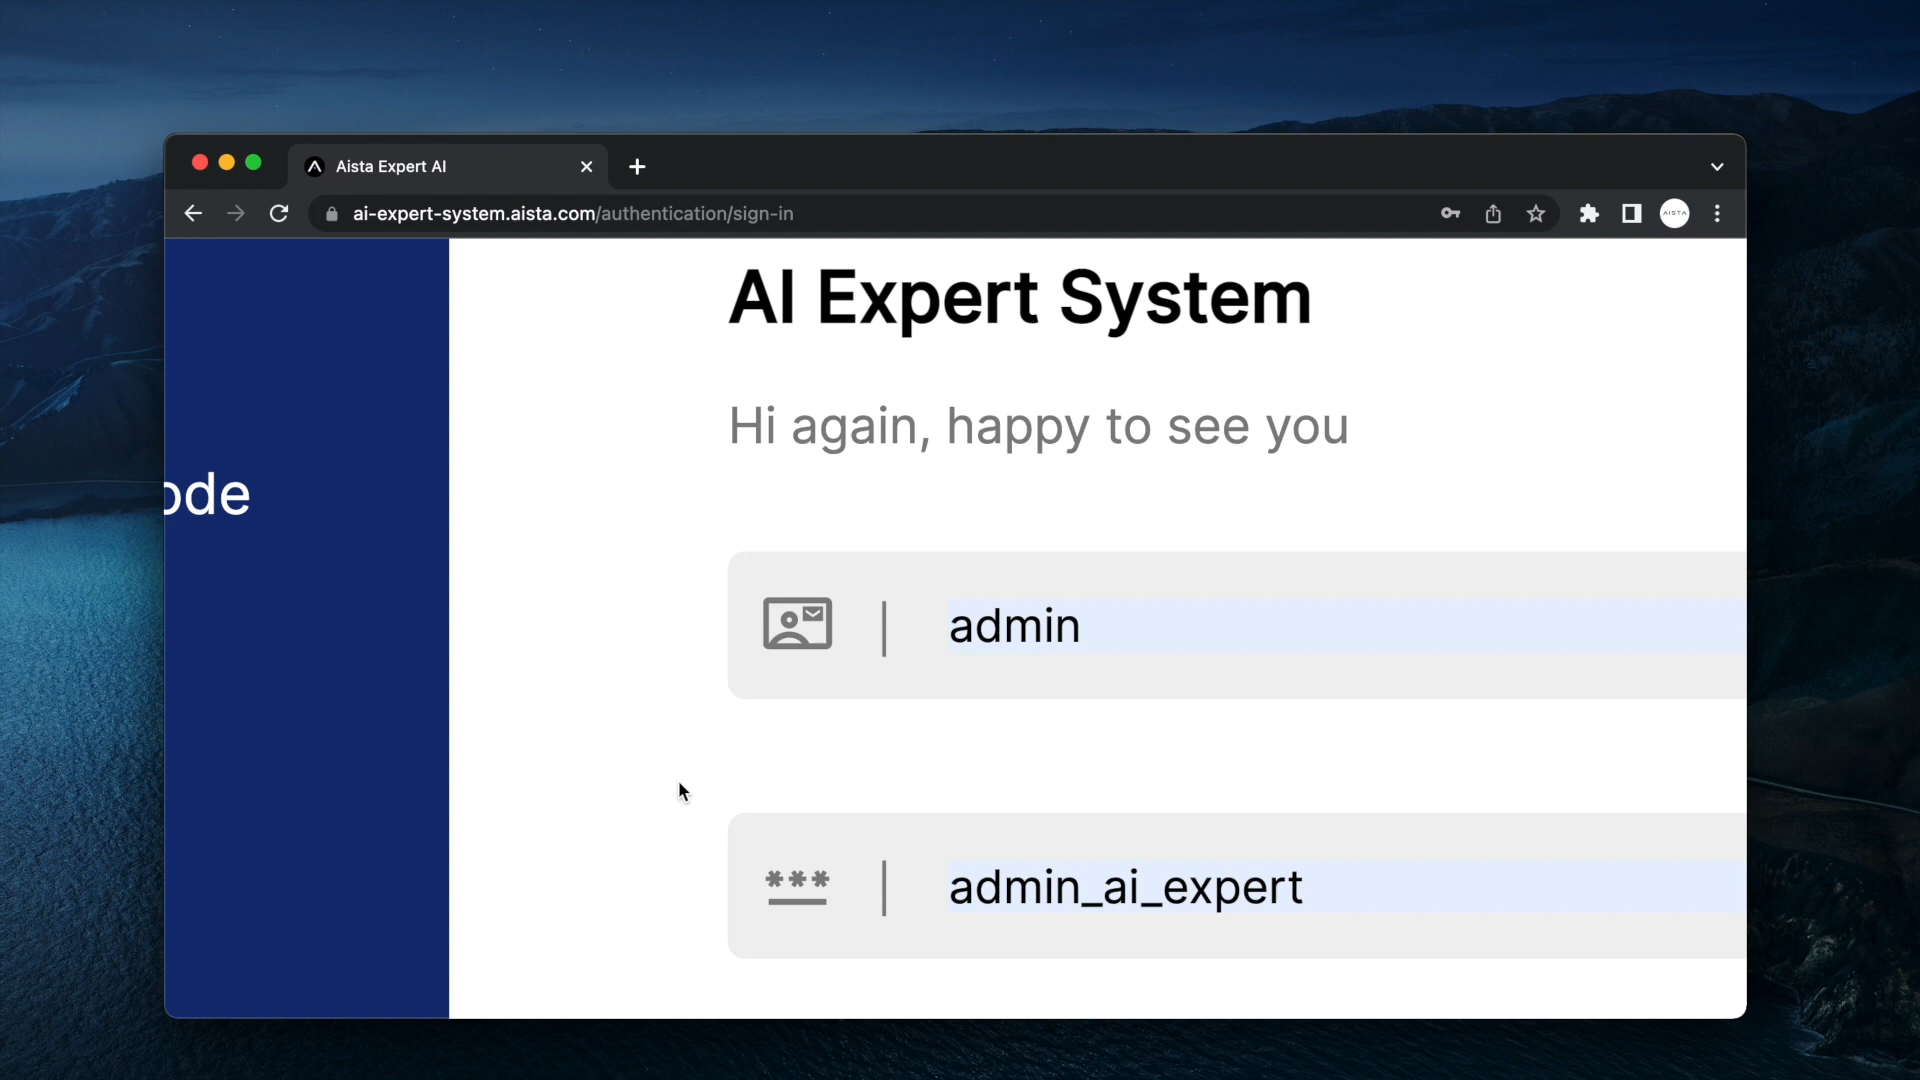 Aista Expert AI
ai-expert-system.aista.com/authentication/sign-in
AISTA
AI Expert System
Hi again, happy to see you
ode
admin
***
admin_ai_expert